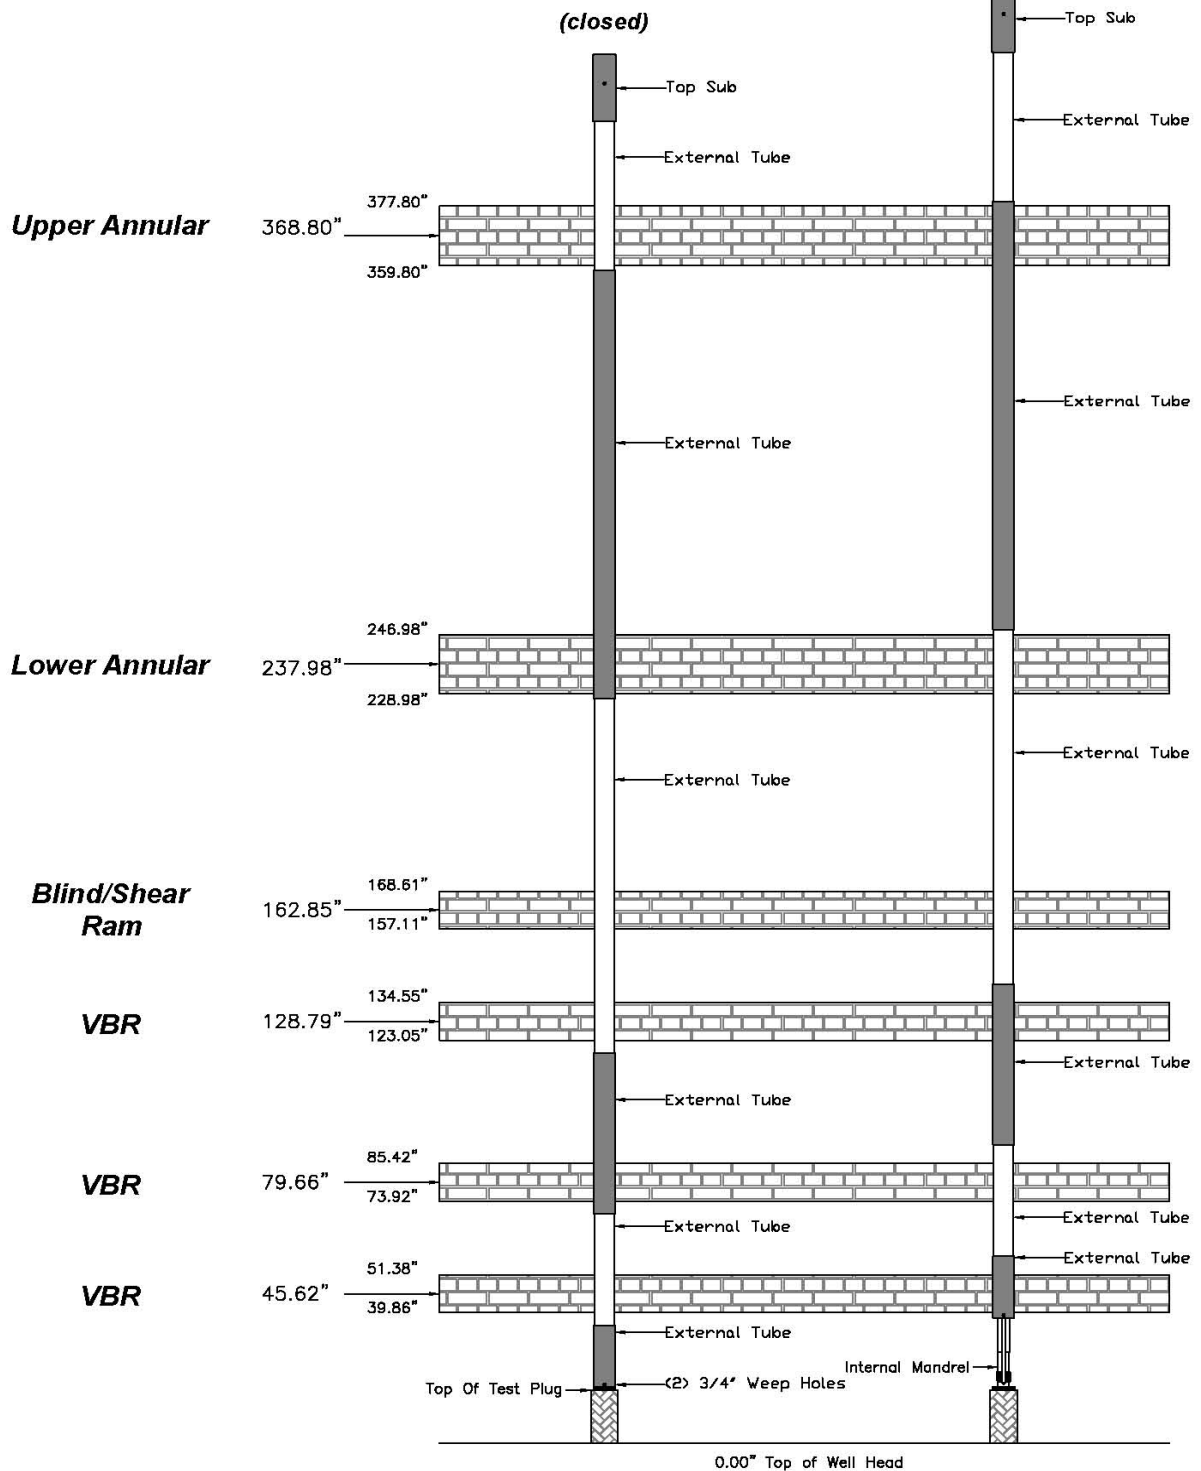 (closed)
Top Sub
Top Sub
External Tube
External Tube
377.80"
Upper Annular
368.80"
359.80"
External Tube
External Tube
246.98"
Lower Annular
237.98"
228.98"
External Tube
External Tube
Blind/Shear
Ram
168.61"
162.85"
157.11"
134.55"
VBR
128.79"
123.05"
External Tube
External Tube
85.42"
VBR
79.66"
73.92"
External Tube
External Tube
External Tube
51.38"
VBR
45.62"
39.86"
External Tube
Internal Mandrel
(2) 3/4" Weep Holes
Top Of Test Plug
0.00" Top of Well Head